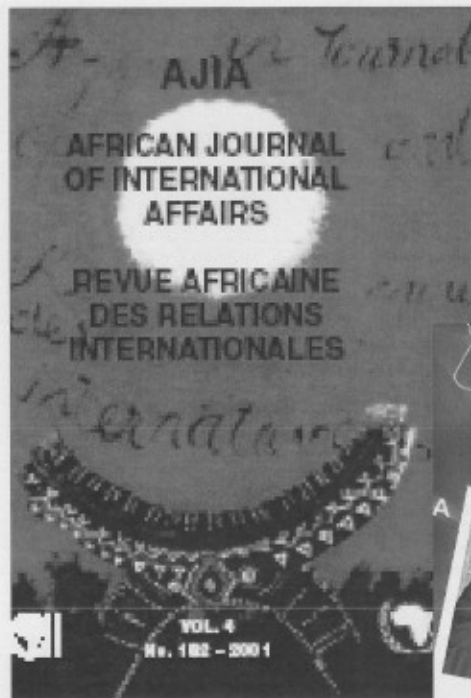 AJIA
AFRICAN JOURNAL
OF INTERNATIONAL
AFFAIRS
REVUE AFRICAINE
DES RELATIONS
INTERNATIONALES
VOL. 4
No. 1&2 - 2001
A